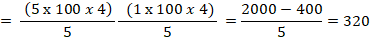 = (5 x 100 x 4)/5 (1 x 100 x 4)/5 = 2000 − 400/5 = 320